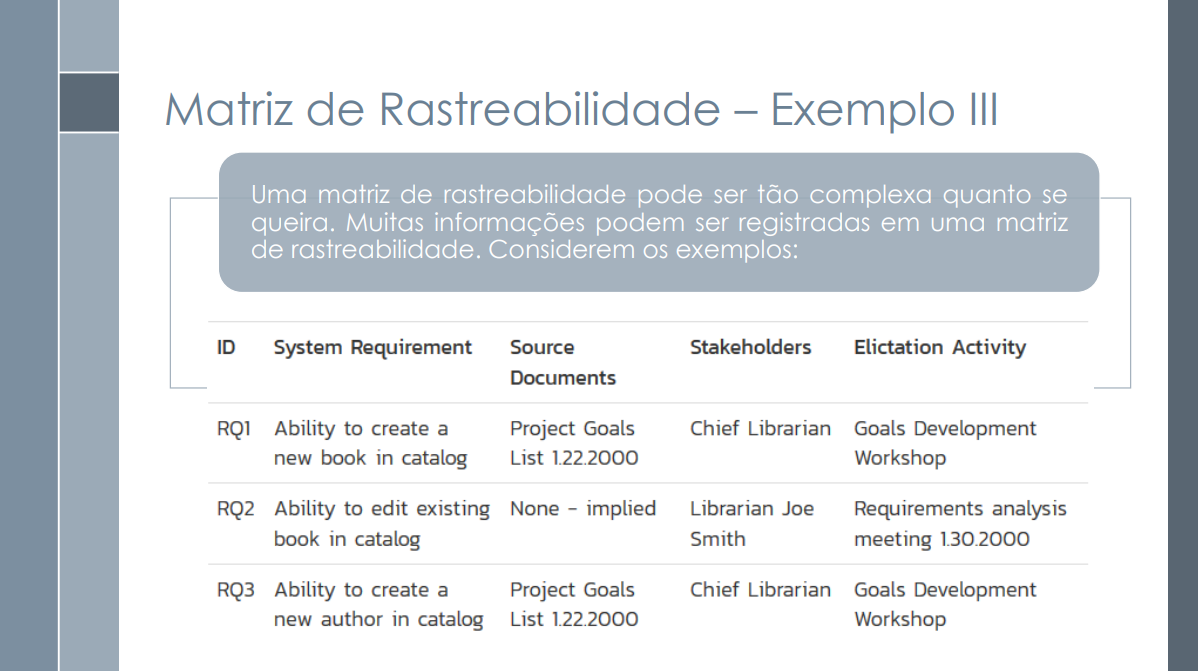 Matriz de Rastreabilidade – Exemplo III
Uma matriz de rastreabilidade pode ser tão complexa quanto se
queira. Muitas informações podem ser registradas em uma matriz
de rastreabilidade. Considerem os exemplos:
ID System Requirement Source Documents Stakeholders Elictation Activity
RQ1 Ability to create a new book in catalog Project Goals List 1.22.2000 Chief Librarian Goals Development Workshop
RQ2 Ability to edit existing book in catalog None - implied Librarian Joe Smith Requirements analysis meeting 1.30.2000
RQ3 Ability to create a new author in catalog Project Goals List 1.22.2000 Chief Librarian Goals Development Workshop